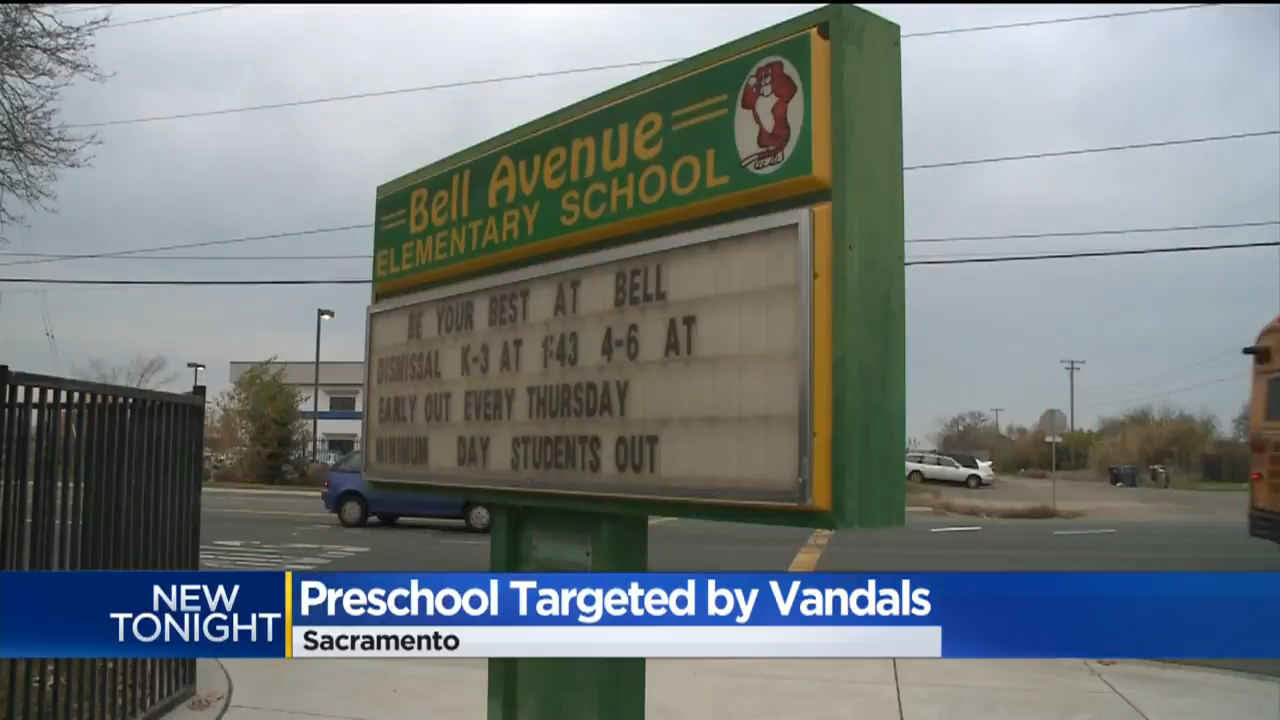 Bell Avenue
ELEMENTARY SCHOOL
BE YOUR BEST AT BELL
DISMISSAL K-3 AT 1:43 4-6 AT
EARLY OUT EVERY THURSDAY
MINIMUM DAY STUDENTS OUT
NEW
TONIGHT
Preschool Targeted by Vandals
Sacramento